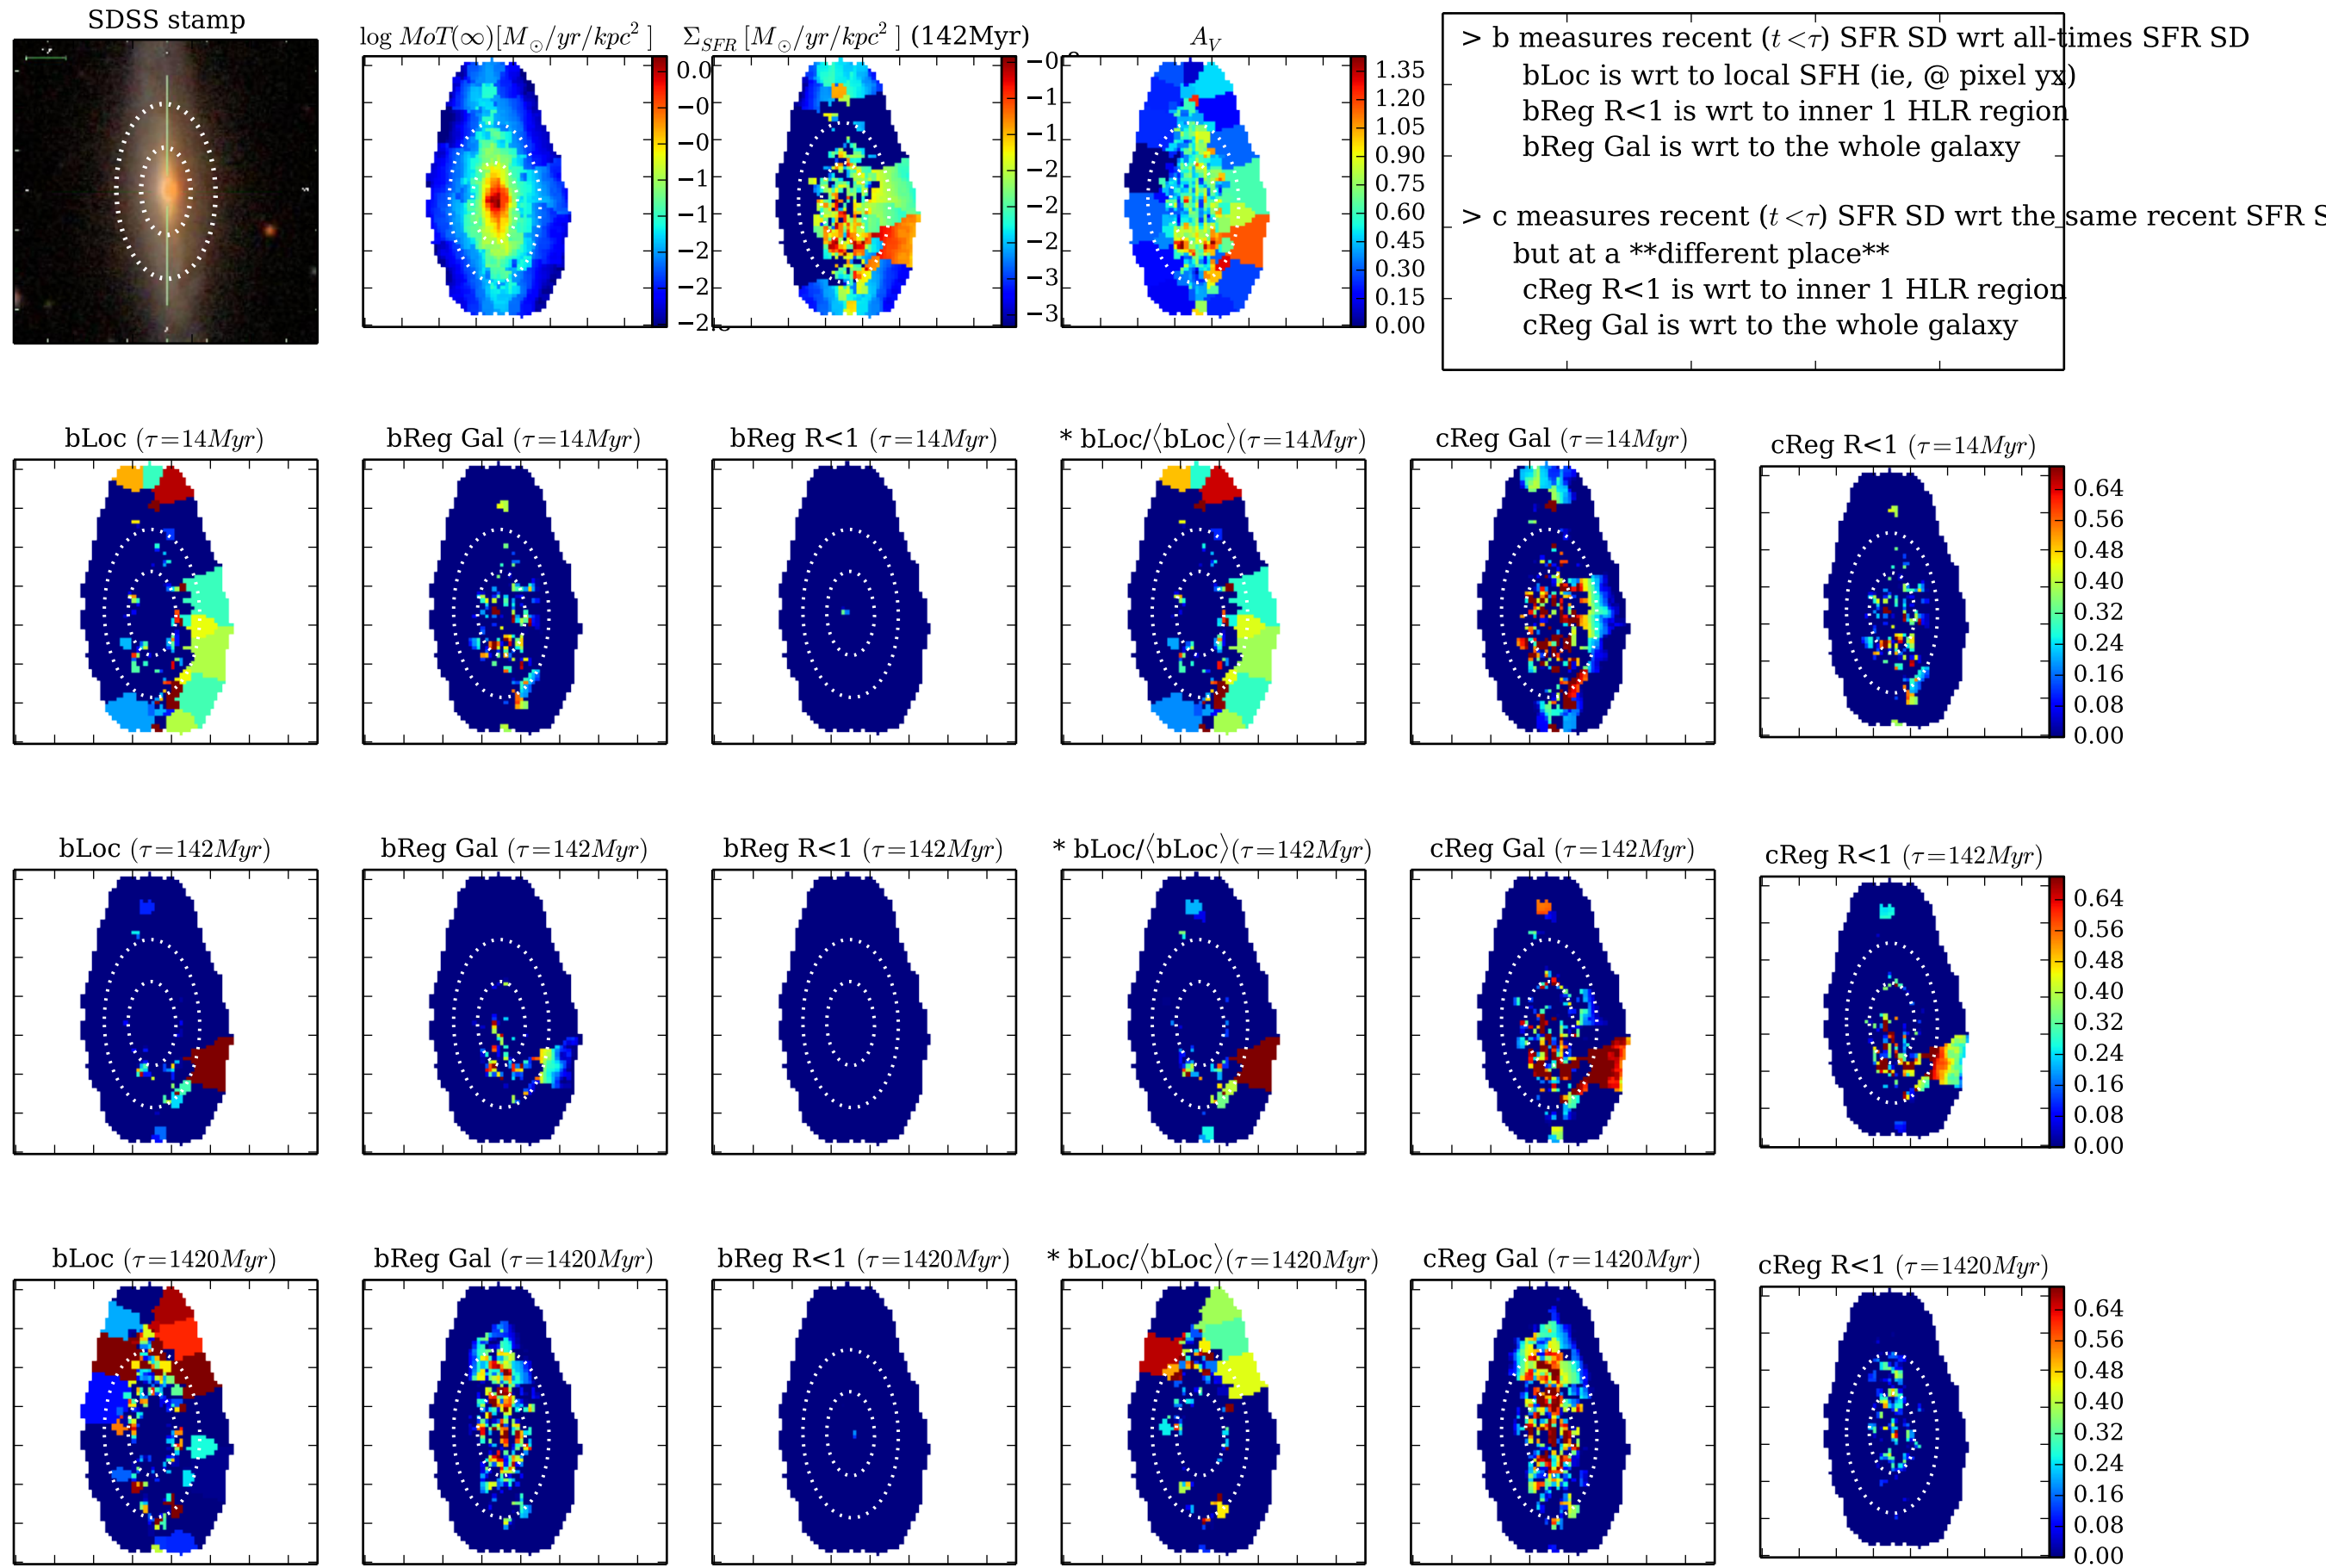 SDSS stamp
log MoT(∞)[M⊙/yr/kpc² ]
Σ_SFR [M⊙/yr/kpc² ] (142Myr)
A_V
0.0
−0
−0
−0
−1
−1
−2
−2
−2.
−0
−1
−1
−2
−2
−2
−3
−3
1.35
1.20
1.05
0.90
0.75
0.60
0.45
0.30
0.15
0.00
> b measures recent (t <τ) SFR SD wrt all-times SFR SD
bLoc is wrt to local SFH (ie, @ pixel yx)
bReg R<1 is wrt to inner 1 HLR region
bReg Gal is wrt to the whole galaxy
> c measures recent (t <τ) SFR SD wrt the same recent SFR S
but at a **different place**
cReg R<1 is wrt to inner 1 HLR region
cReg Gal is wrt to the whole galaxy
bLoc (τ=14Myr)
bReg Gal (τ=14Myr)
bReg R<1 (τ=14Myr)
* bLoc/⟨bLoc⟩(τ=14Myr)
cReg Gal (τ=14Myr)
cReg R<1 (τ=14Myr)
0.64
0.56
0.48
0.40
0.32
0.24
0.16
0.08
0.00
bLoc (τ=142Myr)
bReg Gal (τ=142Myr)
bReg R<1 (τ=142Myr)
* bLoc/⟨bLoc⟩(τ=142Myr)
cReg Gal (τ=142Myr)
cReg R<1 (τ=142Myr)
0.64
0.56
0.48
0.40
0.32
0.24
0.16
0.08
0.00
bLoc (τ=1420Myr)
bReg Gal (τ=1420Myr)
bReg R<1 (τ=1420Myr)
* bLoc/⟨bLoc⟩(τ=1420Myr)
cReg Gal (τ=1420Myr)
cReg R<1 (τ=1420Myr)
0.64
0.56
0.48
0.40
0.32
0.24
0.16
0.08
0.00